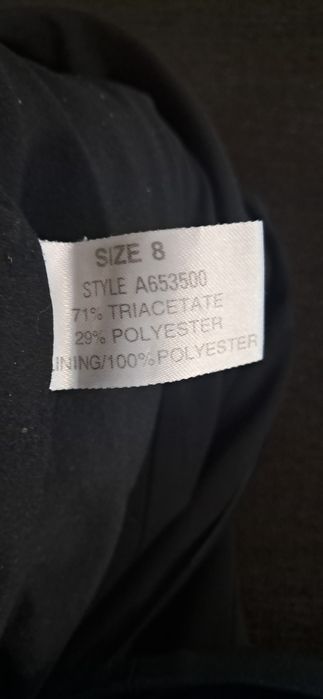 SIZE 8
STYLE A653500
71% TRIACETATE
29% POLYESTER
LINING/100%POLYESTER